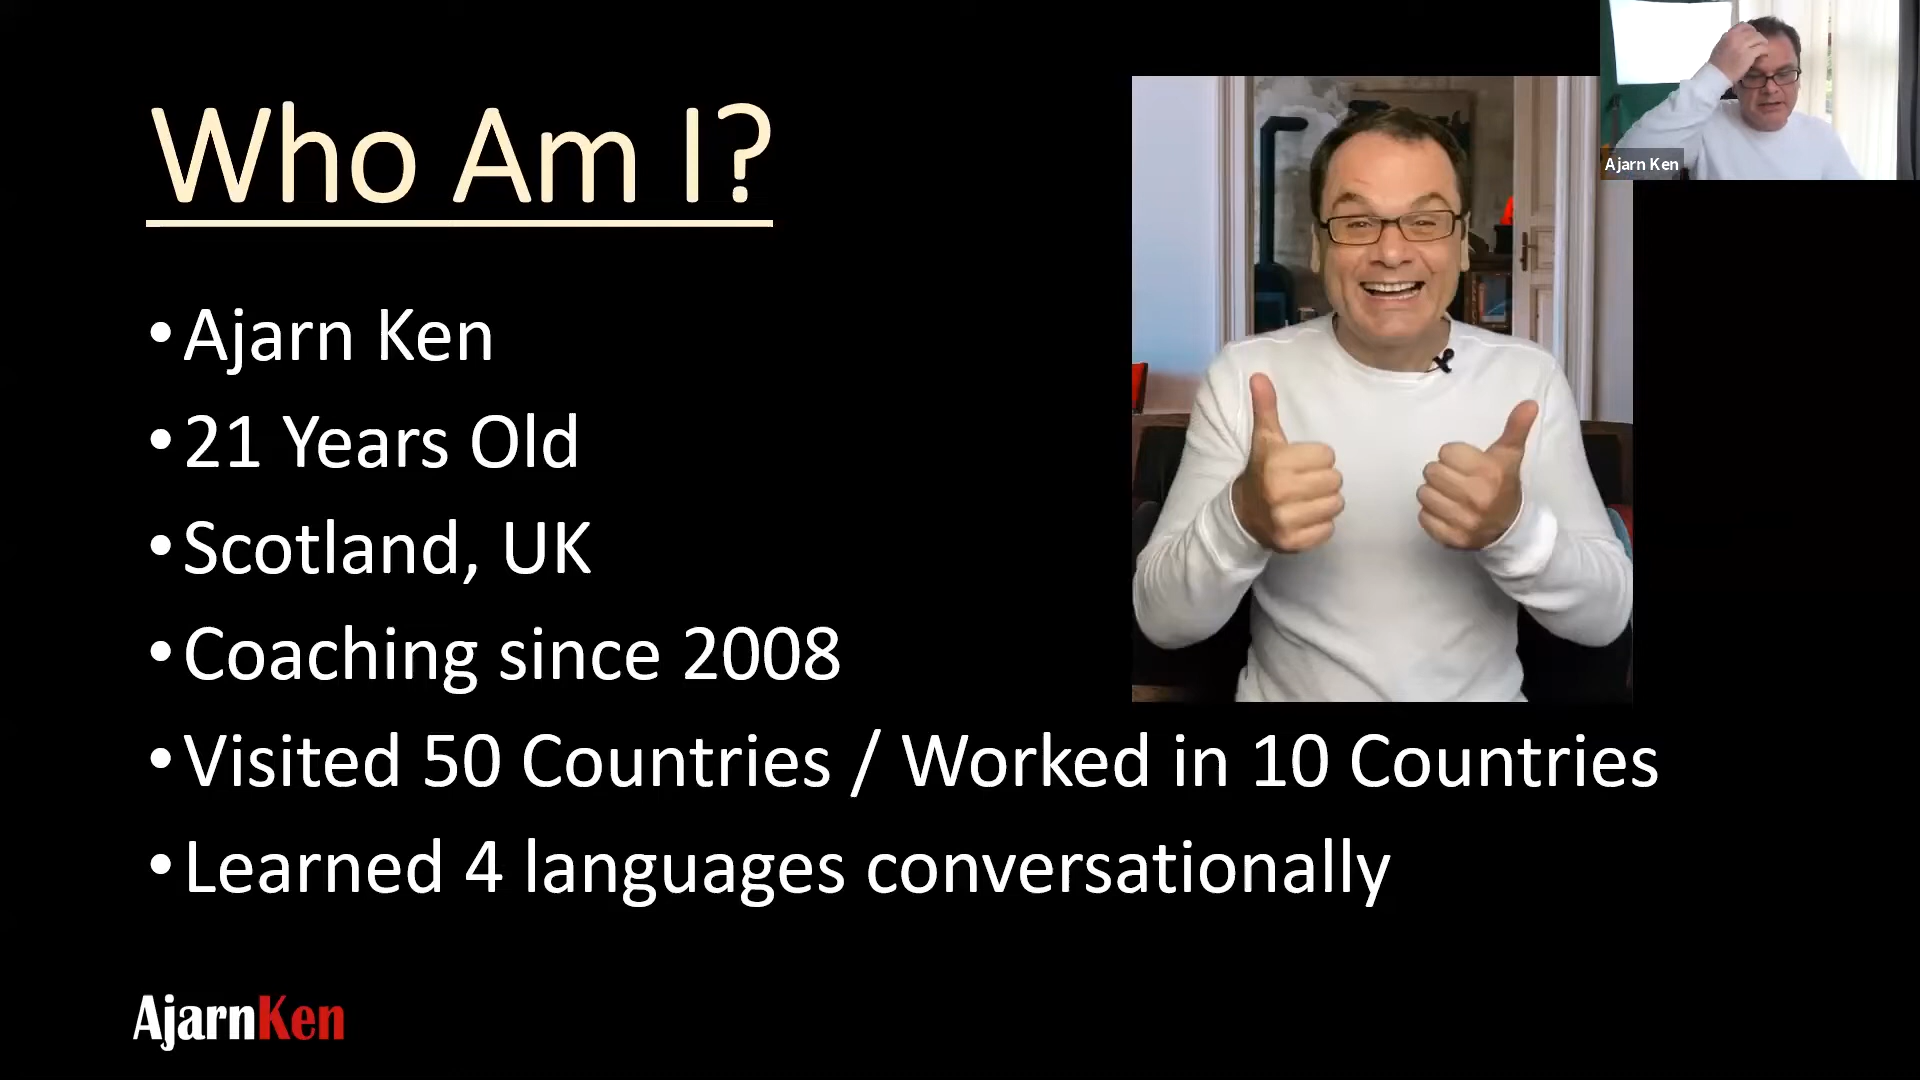 Who Am I?
• Ajarn Ken
• 21 Years Old
• Scotland, UK
• Coaching since 2008
• Visited 50 Countries / Worked in 10 Countries
• Learned 4 languages conversationally
AjarnKen
Ajarn Ken